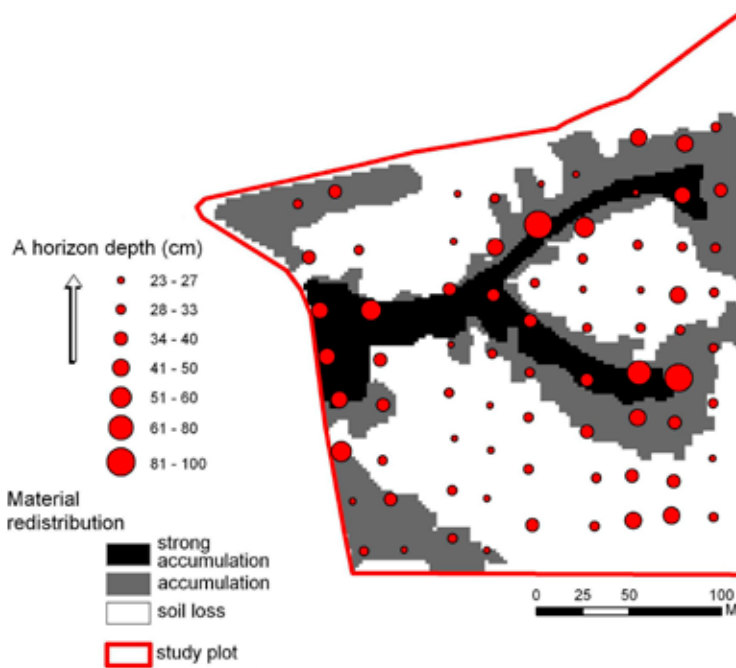 A horizon depth (cm)
23 - 27
28 - 33
34 - 40
41 - 50
51 - 60
61 - 80
81 - 100
Material
redistribution
strong
accumulation
accumulation
soil loss
study plot
0 25 50 100
M